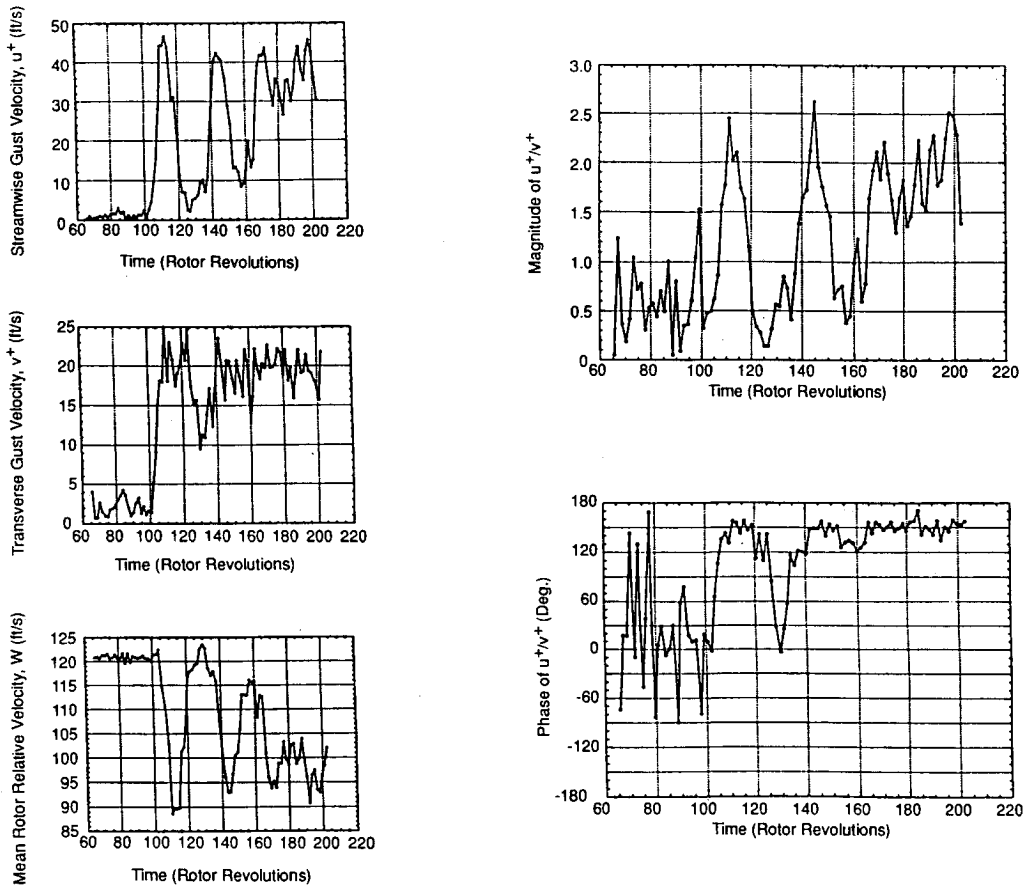 Streamwise Gust Velocity, u+ (ft/s)
50
40
30
20
10
0
60 80 100 120 140 160 180 200 220
Time (Rotor Revolutions)
Transverse Gust Velocity, v+ (ft/s)
25
20
15
10
5
0
60 80 100 120 140 160 180 200 220
Time (Rotor Revolutions)
Mean Rotor Relative Velocity, W (ft/s)
125
120
115
110
105
100
95
90
85
60 80 100 120 140 160 180 200 220
Time (Rotor Revolutions)
Magnitude of u+/v+
3.0
2.5
2.0
1.5
1.0
0.5
0
60 80 100 120 140 160 180 200 220
Time (Rotor Revolutions)
Phase of u+/v+ (Deg.)
180
120
60
0
-60
-120
-180
60 80 100 120 140 160 180 200 220
Time (Rotor Revolutions)